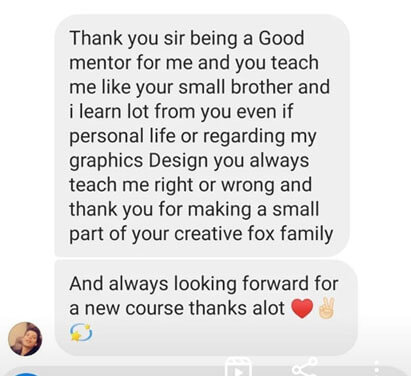 Thank you sir being a Good
mentor for me and you teach
me like your small brother and
i learn lot from you even if
personal life or regarding my
graphics Design you always
teach me right or wrong and
thank you for making a small
part of your creative fox family
And always looking forward for
a new course thanks alot ❤️✌🏻
💫